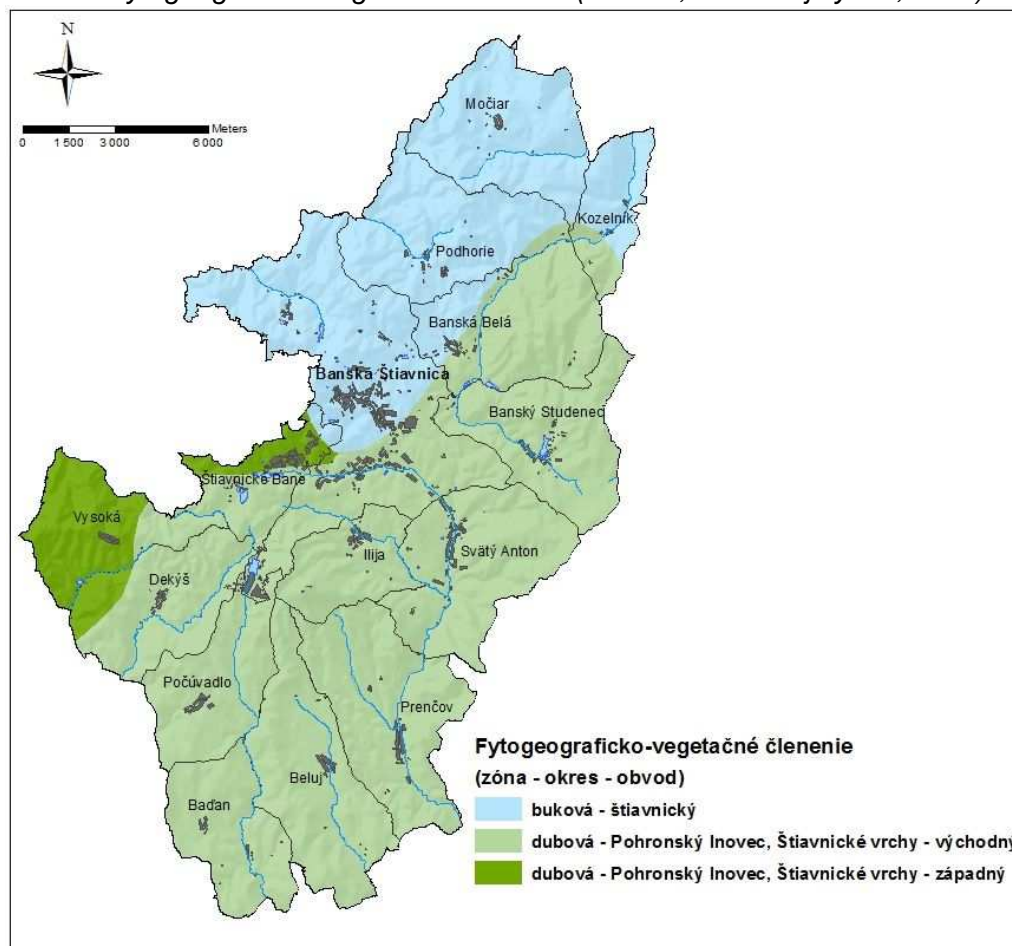 N
Meters
0 1 500 3 000 6 000
Močiar
Kozelník
Podhorie
Banská Belá
Banská Štiavnica
Banský Studenec
Štiavnické Bane
Vysoká
Ilija
Svätý Anton
Dekýš
Počúvadlo
Prenčov
Beluj
Baďan
Fytogeograficko-vegetačné členenie
(zóna - okres - obvod)
buková - štiavnický
dubová - Pohronský Inovec, Štiavnické vrchy - východný
dubová - Pohronský Inovec, Štiavnické vrchy - západný